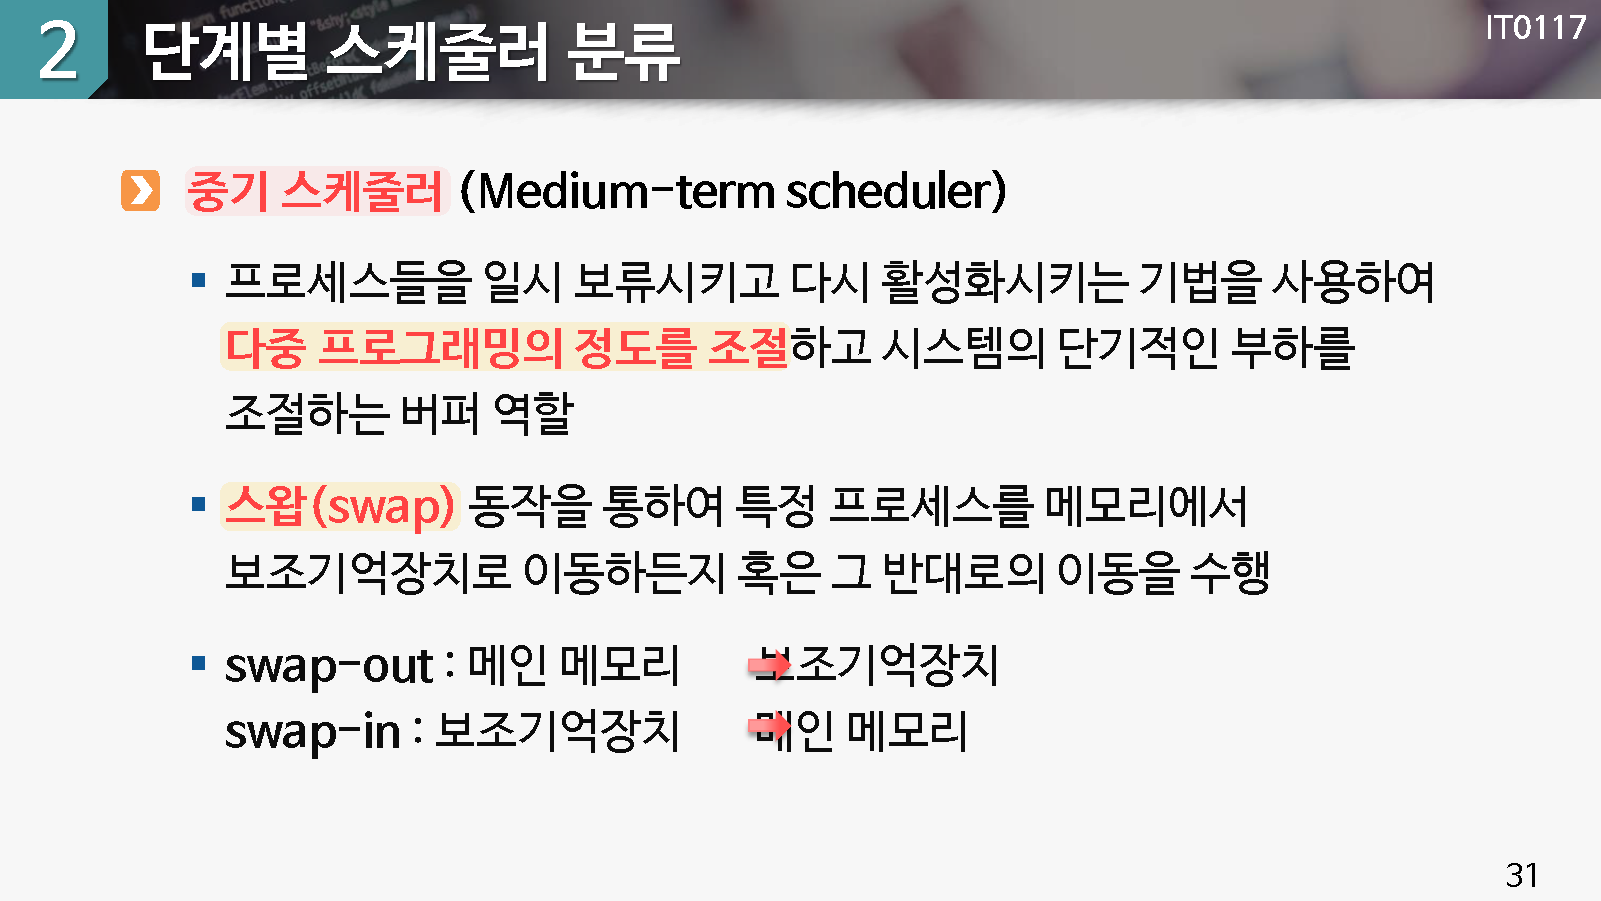 2 단계별 스케줄러 분류
IT0117
중기 스케줄러 (Medium-term scheduler)
프로세스들을 일시 보류시키고 다시 활성화시키는 기법을 사용하여
다중 프로그래밍의 정도를 조절하고 시스템의 단기적인 부하를
조절하는 버퍼 역할
스왑(swap) 동작을 통하여 특정 프로세스를 메모리에서
보조기억장치로 이동하든지 혹은 그 반대로의 이동을 수행
swap-out : 메인 메모리 ➡ 보조기억장치
swap-in : 보조기억장치 ➡ 메인 메모리
31